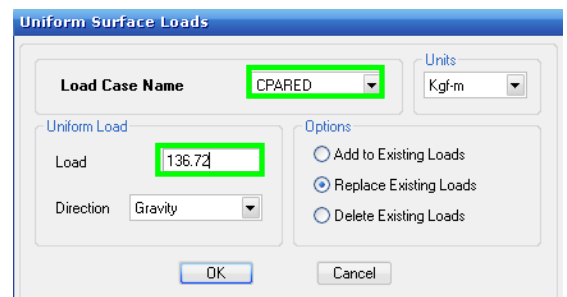 Uniform Surface Loads
Units
Load Case Name CPARED Kgf-m
Uniform Load Options
Load 136.72 Add to Existing Loads
Replace Existing Loads
Direction Gravity Delete Existing Loads
OK Cancel